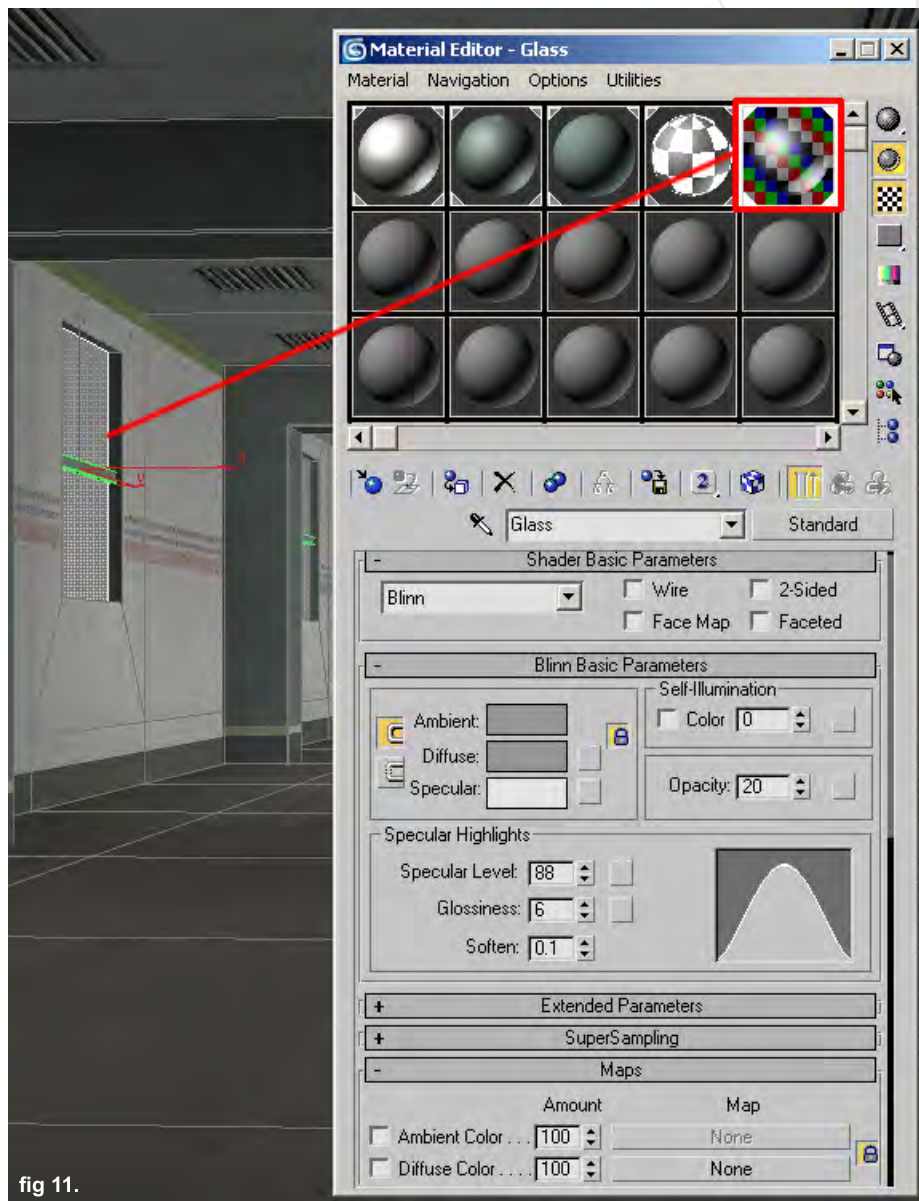 Material Editor - Glass
Material Navigation Options Utilities
2
Glass Standard
- Shader Basic Parameters
Blinn Wire 2-Sided
Face Map Faceted
- Blinn Basic Parameters
Self-Illumination
Ambient: Color 0
Diffuse:
Specular: Opacity: 20
Specular Highlights
Specular Level: 88
Glossiness: 6
Soften: 0.1
+ Extended Parameters
+ SuperSampling
- Maps
Amount Map
Ambient Color . . . 100 None
Diffuse Color . . . . 100 None
x
y
fig 11.